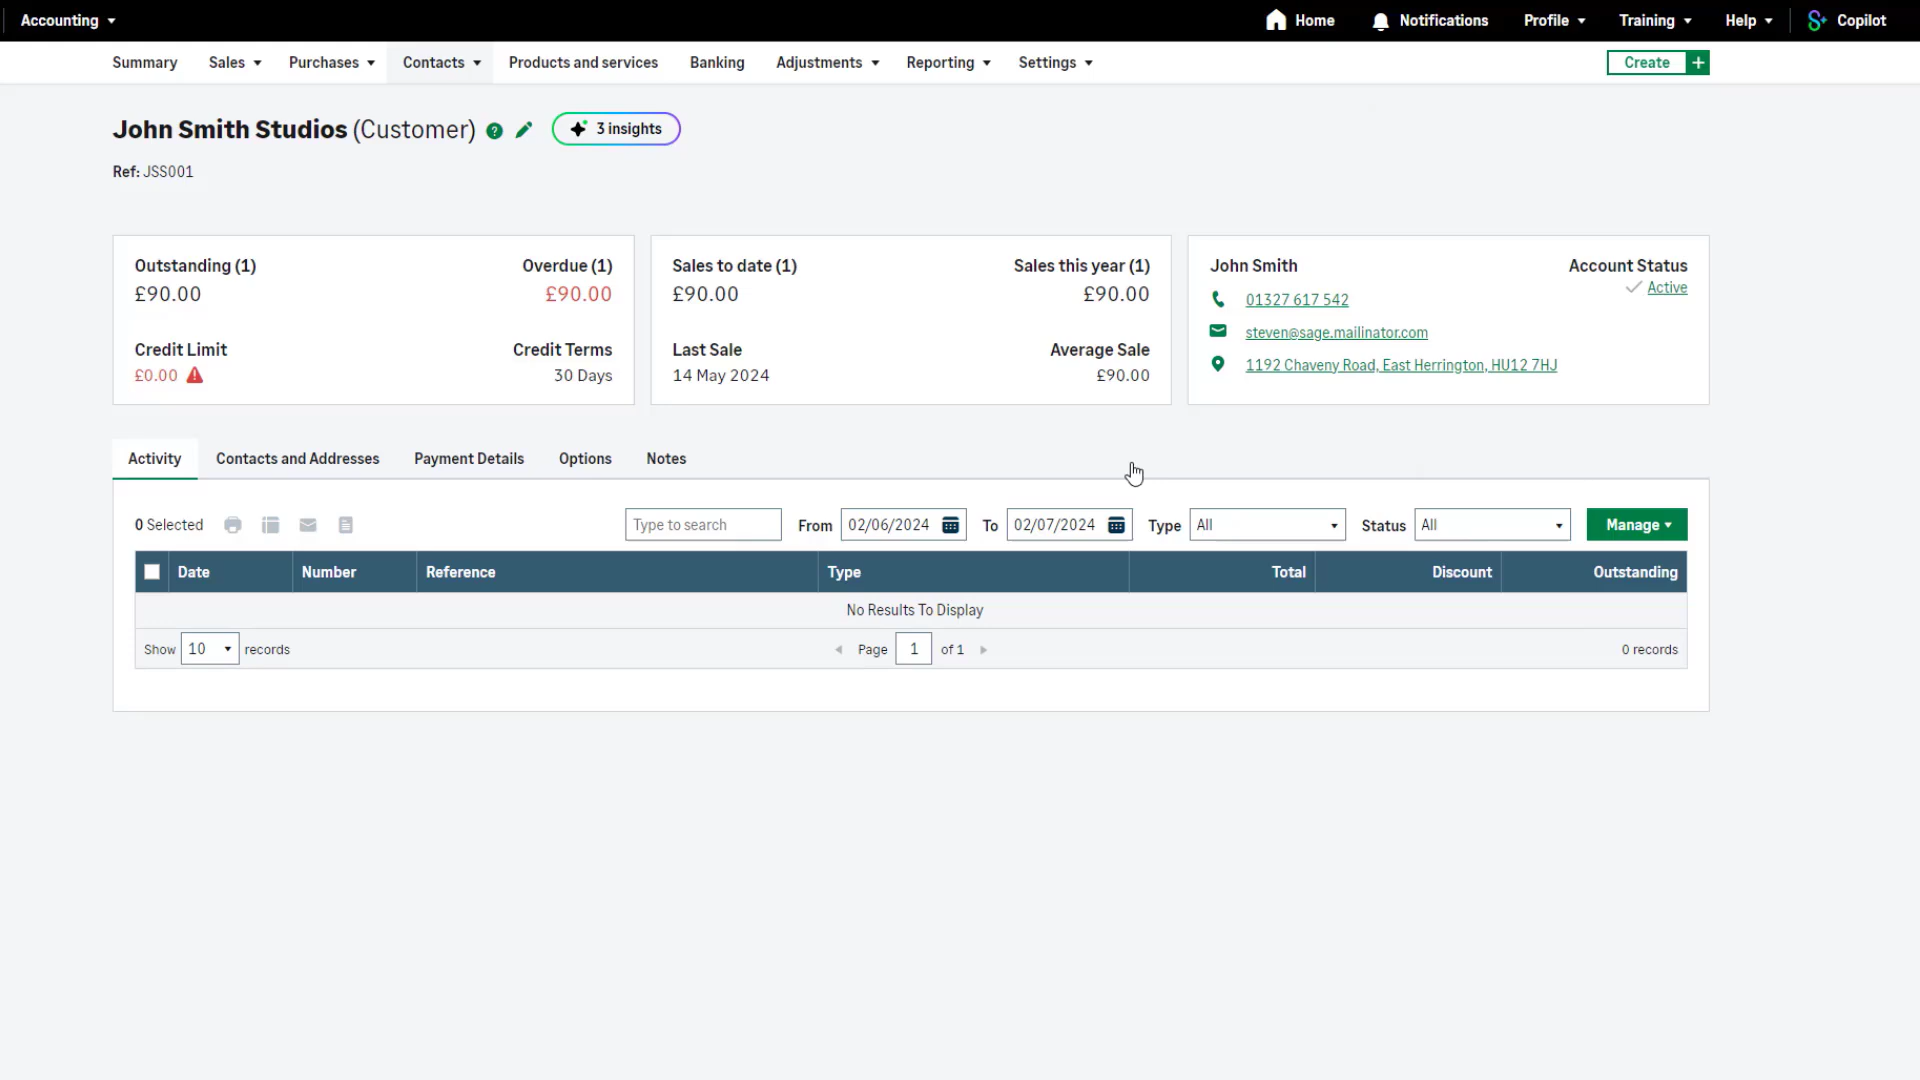 Accounting
Home
Notifications
Profile
Training
Help
Copilot
Summary
Sales
Purchases
Contacts
Products and services
Banking
Adjustments
Reporting
Settings
Create +
John Smith Studios (Customer) ? 3 insights
Ref: JSS001
Outstanding (1)
Overdue (1)
£90.00
£90.00
Credit Limit
Credit Terms
£0.00
30 Days
Sales to date (1)
Sales this year (1)
£90.00
£90.00
Last Sale
Average Sale
14 May 2024
£90.00
John Smith
Account Status
Active
01327 617 542
steven@sage.mailinator.com
1192 Chaveny Road, East Herrington, HU12 7HJ
Activity
Contacts and Addresses
Payment Details
Options
Notes
0 Selected
Type to search
From 02/06/2024
To 02/07/2024
Type All
Status All
Manage
Date
Number
Reference
Type
Total
Discount
Outstanding
No Results To Display
Show 10 records
Page 1 of 1
0 records